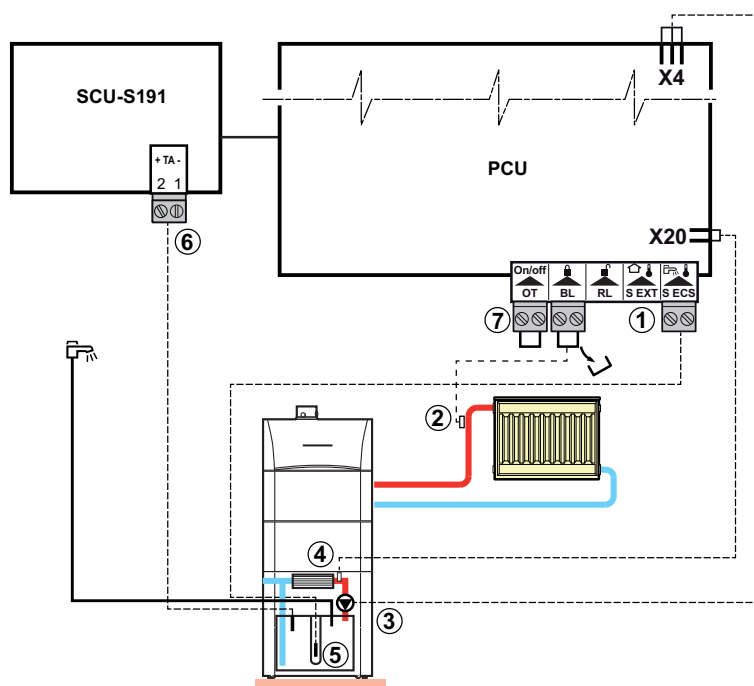 X4
SCU-S191
PCU
+ TA -
2 1
6
X20
On/off
OT
BL
RL
S EXT
S ECS
7
1
2
4
3
5